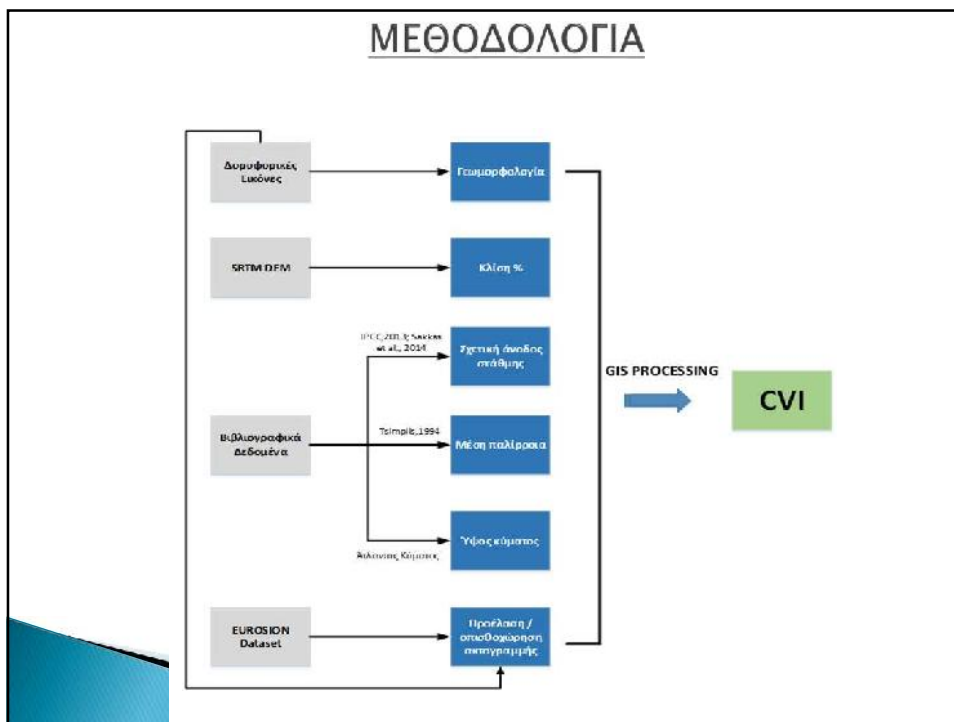 ΜΕΘΟΔΟΛΟΓΙΑ
Δορυφορικές
Εικόνες
Γεωμορφολογία
SRTM DEM
Κλίση %
IPCC,2013; Sakkas
et al., 2014
Σχετική άνοδος
στάθμης
GIS PROCESSING
CVI
Βιβλιογραφικά
Δεδομένα
Tsimplis,1994
Μέση παλίρροια
Άτλαντας Κύματος
Ύψος κύματος
EUROSION
Dataset
Προέλαση /
οπισθοχώρηση
ακτογραμμής